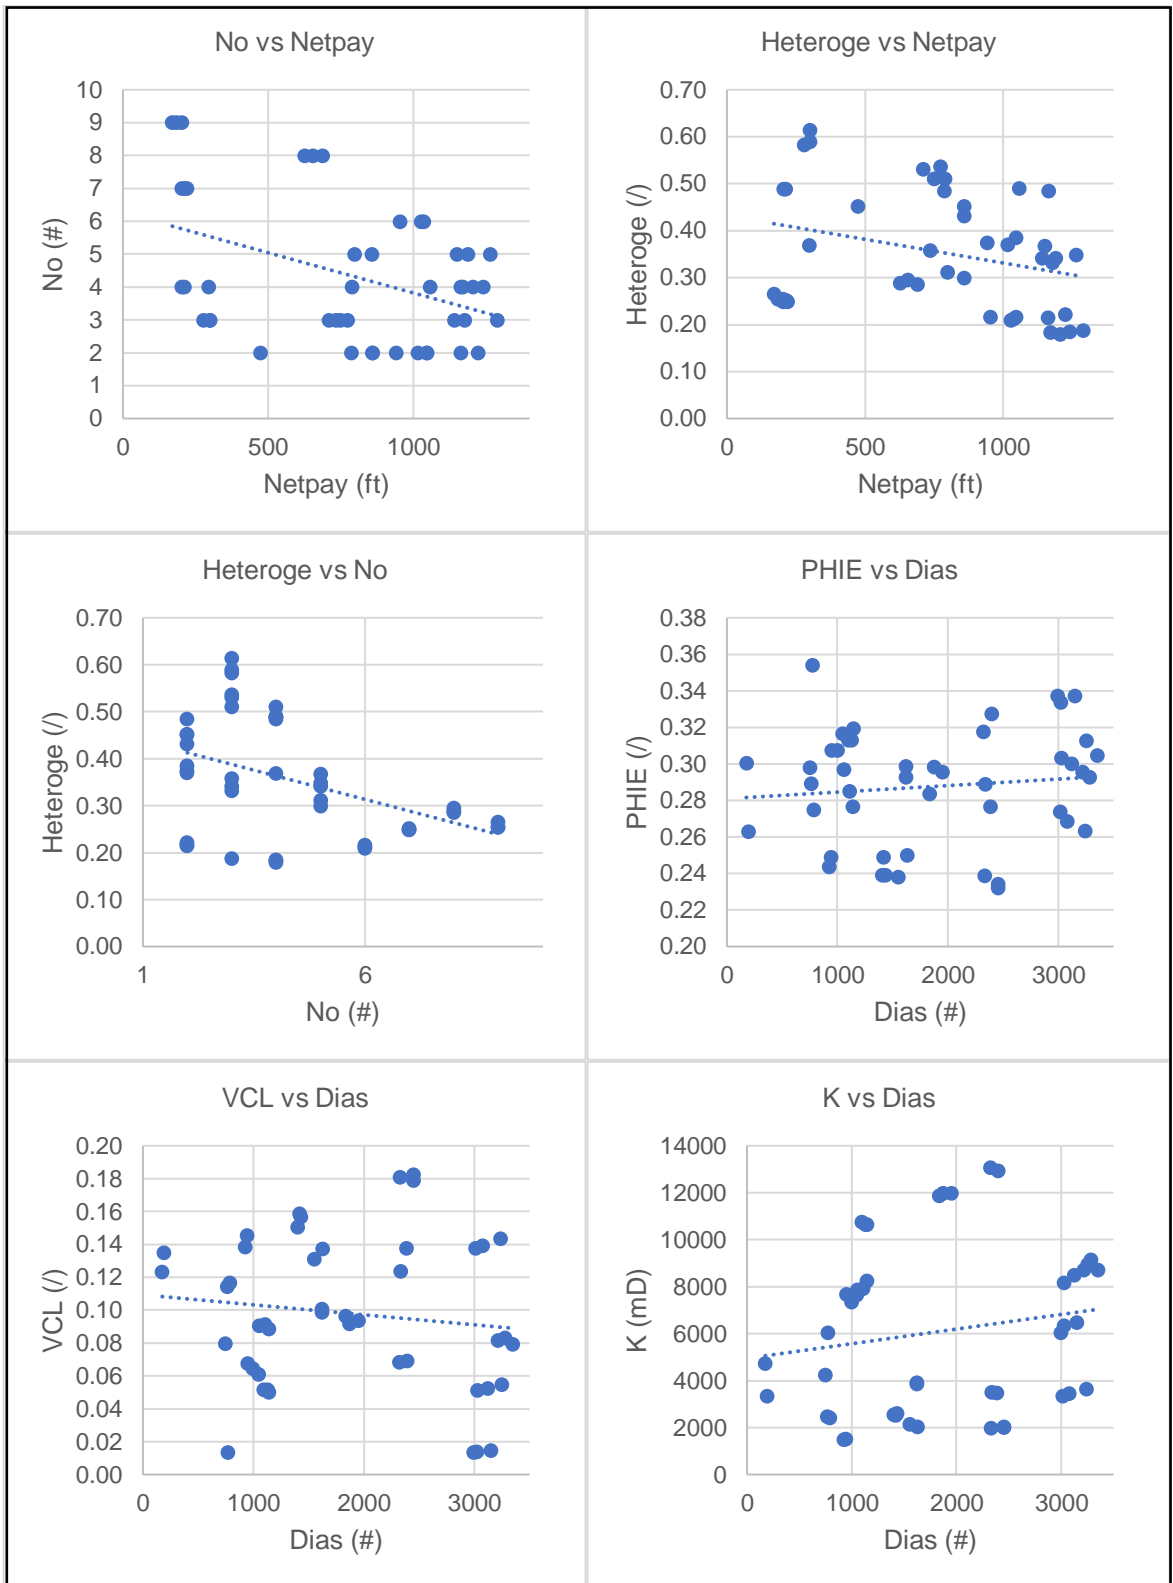 No vs Netpay
10
9
8
7
6
5
4
3
2
1
0
No (#)
0 500 1000
Netpay (ft)
Heteroge vs Netpay
0.70
0.60
0.50
0.40
0.30
0.20
0.10
0.00
Heteroge (/)
0 500 1000
Netpay (ft)
Heteroge vs No
0.70
0.60
0.50
0.40
0.30
0.20
0.10
0.00
Heteroge (/)
1 6
No (#)
PHIE vs Dias
0.38
0.36
0.34
0.32
0.30
0.28
0.26
0.24
0.22
0.20
PHIE (/)
0 1000 2000 3000
Dias (#)
VCL vs Dias
0.20
0.18
0.16
0.14
0.12
0.10
0.08
0.06
0.04
0.02
0.00
VCL (/)
0 1000 2000 3000
Dias (#)
K vs Dias
14000
12000
10000
8000
6000
4000
2000
0
K (mD)
0 1000 2000 3000
Dias (#)